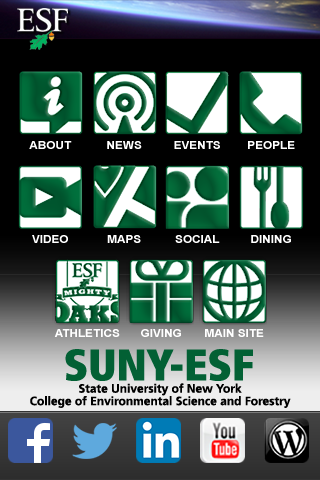 ESF
ABOUT NEWS EVENTS PEOPLE
VIDEO MAPS SOCIAL DINING
ESF
MIGHTY
OAKS
ATHLETICS GIVING MAIN SITE
SUNY-ESF
State University of New York
College of Environmental Science and Forestry
f in You Tube W